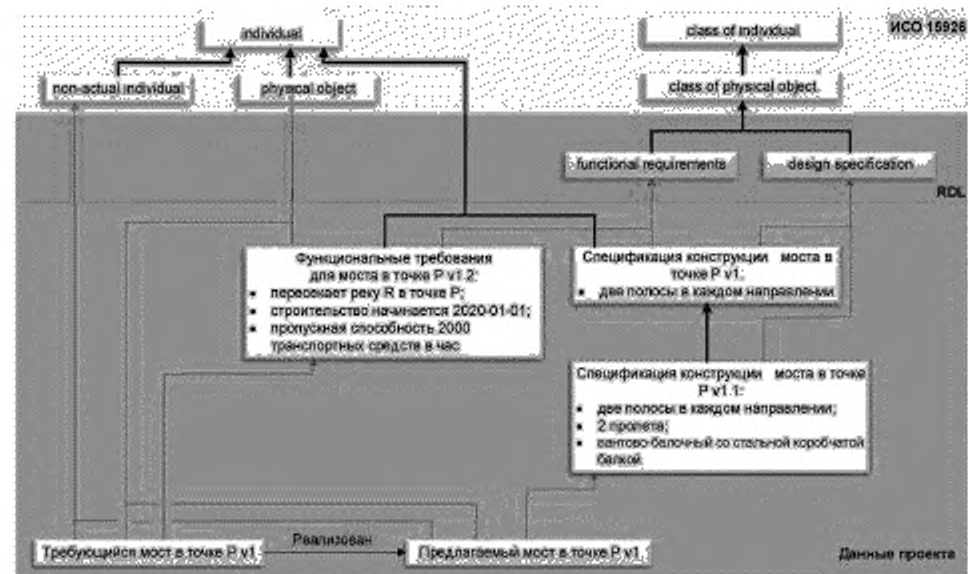 individual
class of individual
ИСО 15926
non-actual individual
physical object
class of physical object
functional requirements
design specification
RDL
Функциональные требования
для моста в точке P v1.2:
▪ пересекает реку R в точке P;
▪ строительство начинается 2020-01-01;
▪ пропускная способность 2000
транспортных средств в час
Спецификация конструкции моста в
точке P v1:
▪ две полосы в каждом направлении
Спецификация конструкции моста в точке
P v1.1:
▪ две полосы в каждом направлении;
▪ 2 пролета;
▪ вантово-балочный со стальной коробчатой
балкой
Требующийся мост в точке P v1
Реализован
Предлагаемый мост в точке P v1
Данные проекта